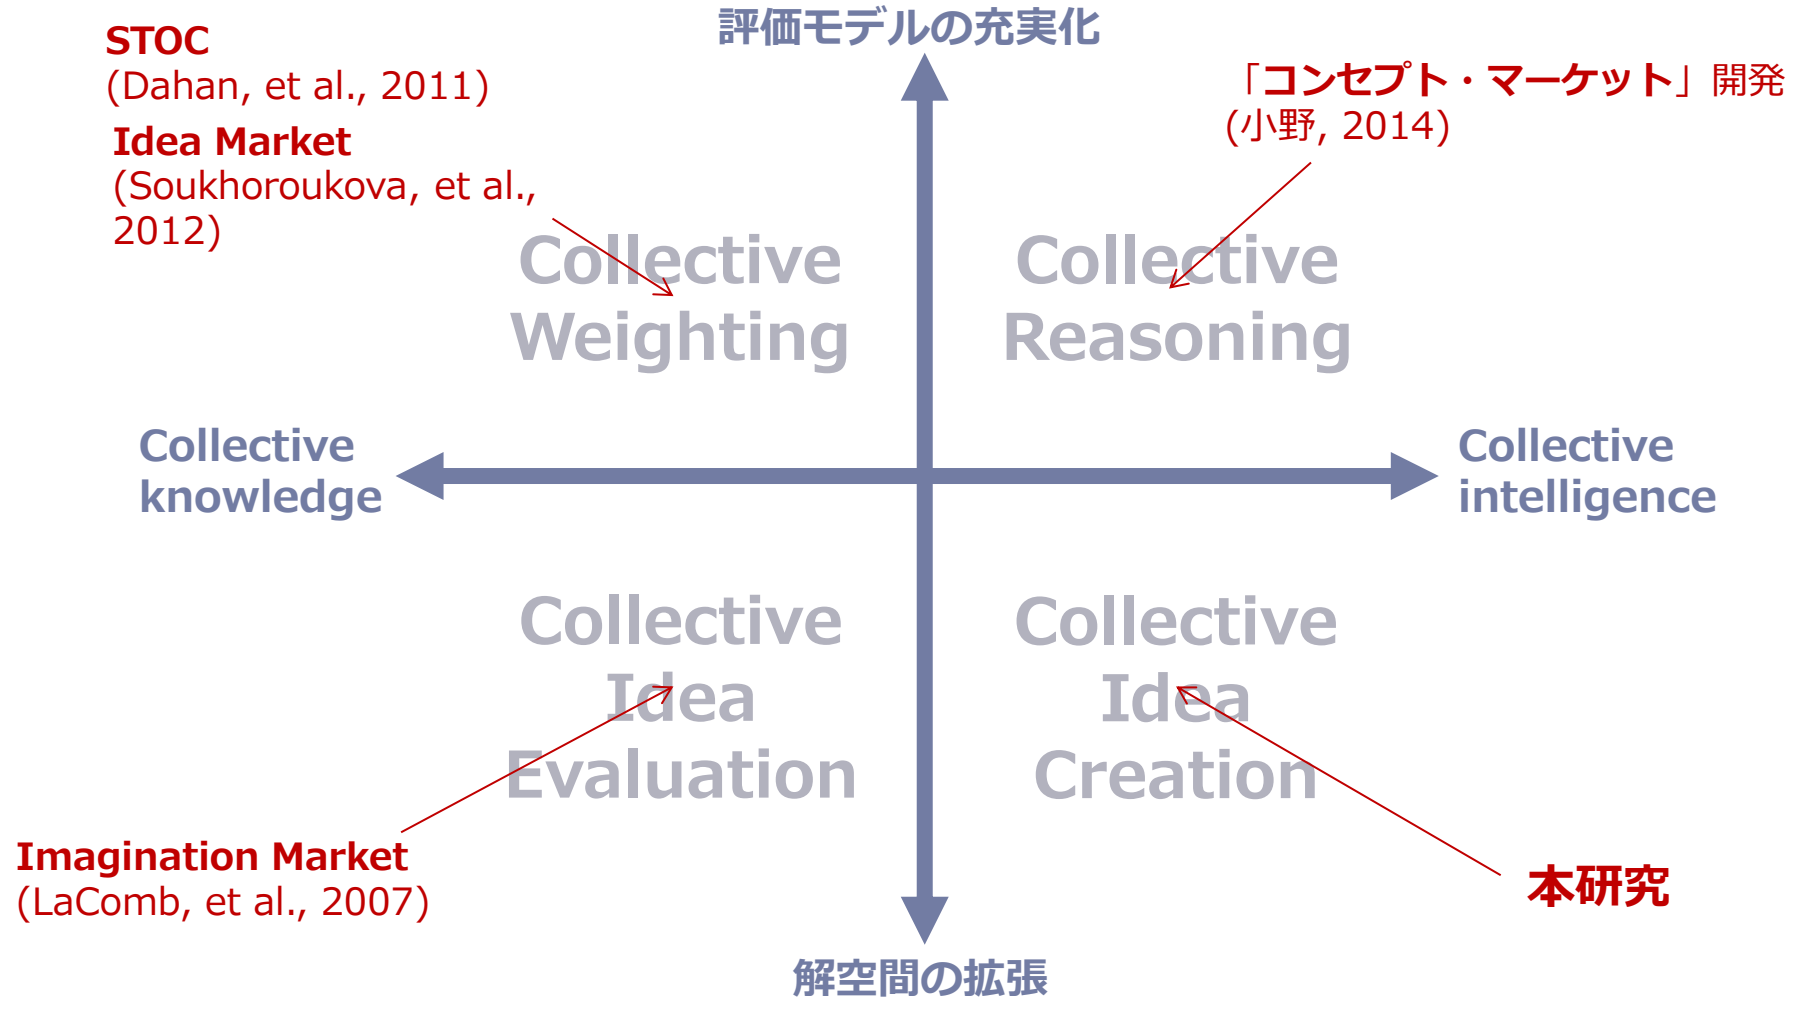 評価モデルの充実化
STOC
(Dahan, et al., 2011)
Idea Market
(Soukhoroukova, et al.,
2012)
「コンセプト・マーケット」開発
(小野, 2014)
Collective
Weighting
Collective
Reasoning
Collective
knowledge
Collective
intelligence
Collective
Idea
Evaluation
Collective
Idea
Creation
Imagination Market
(LaComb, et al., 2007)
本研究
解空間の拡張